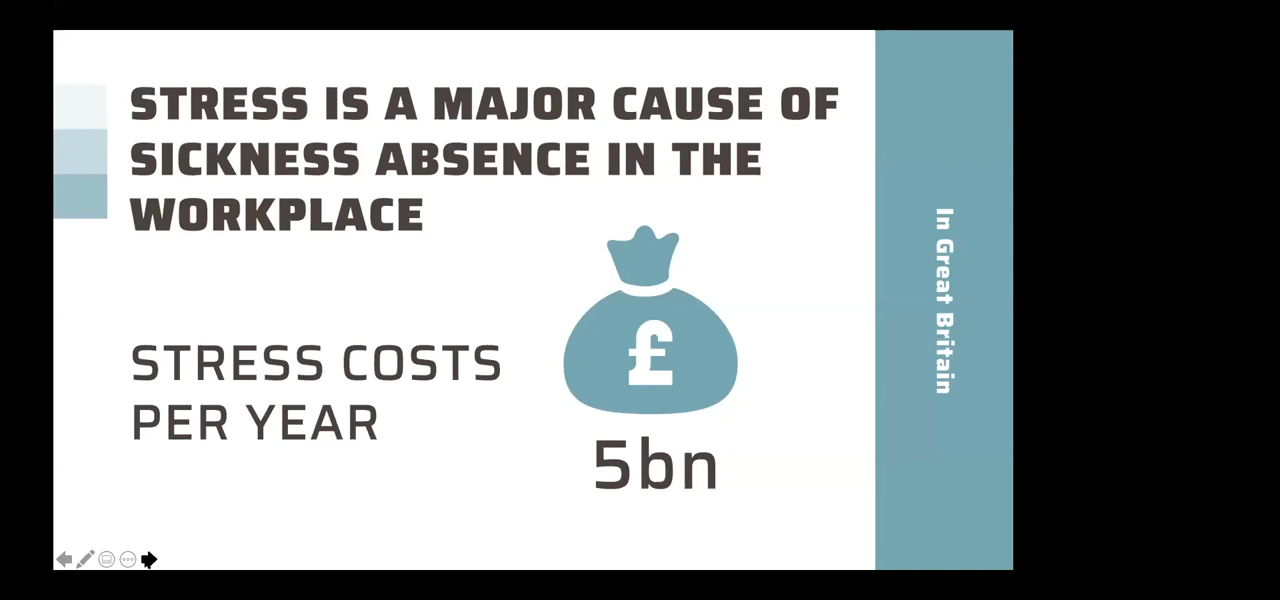 STRESS IS A MAJOR CAUSE OF
SICKNESS ABSENCE IN THE
WORKPLACE
STRESS COSTS
PER YEAR
£
5bn
In Great Britain